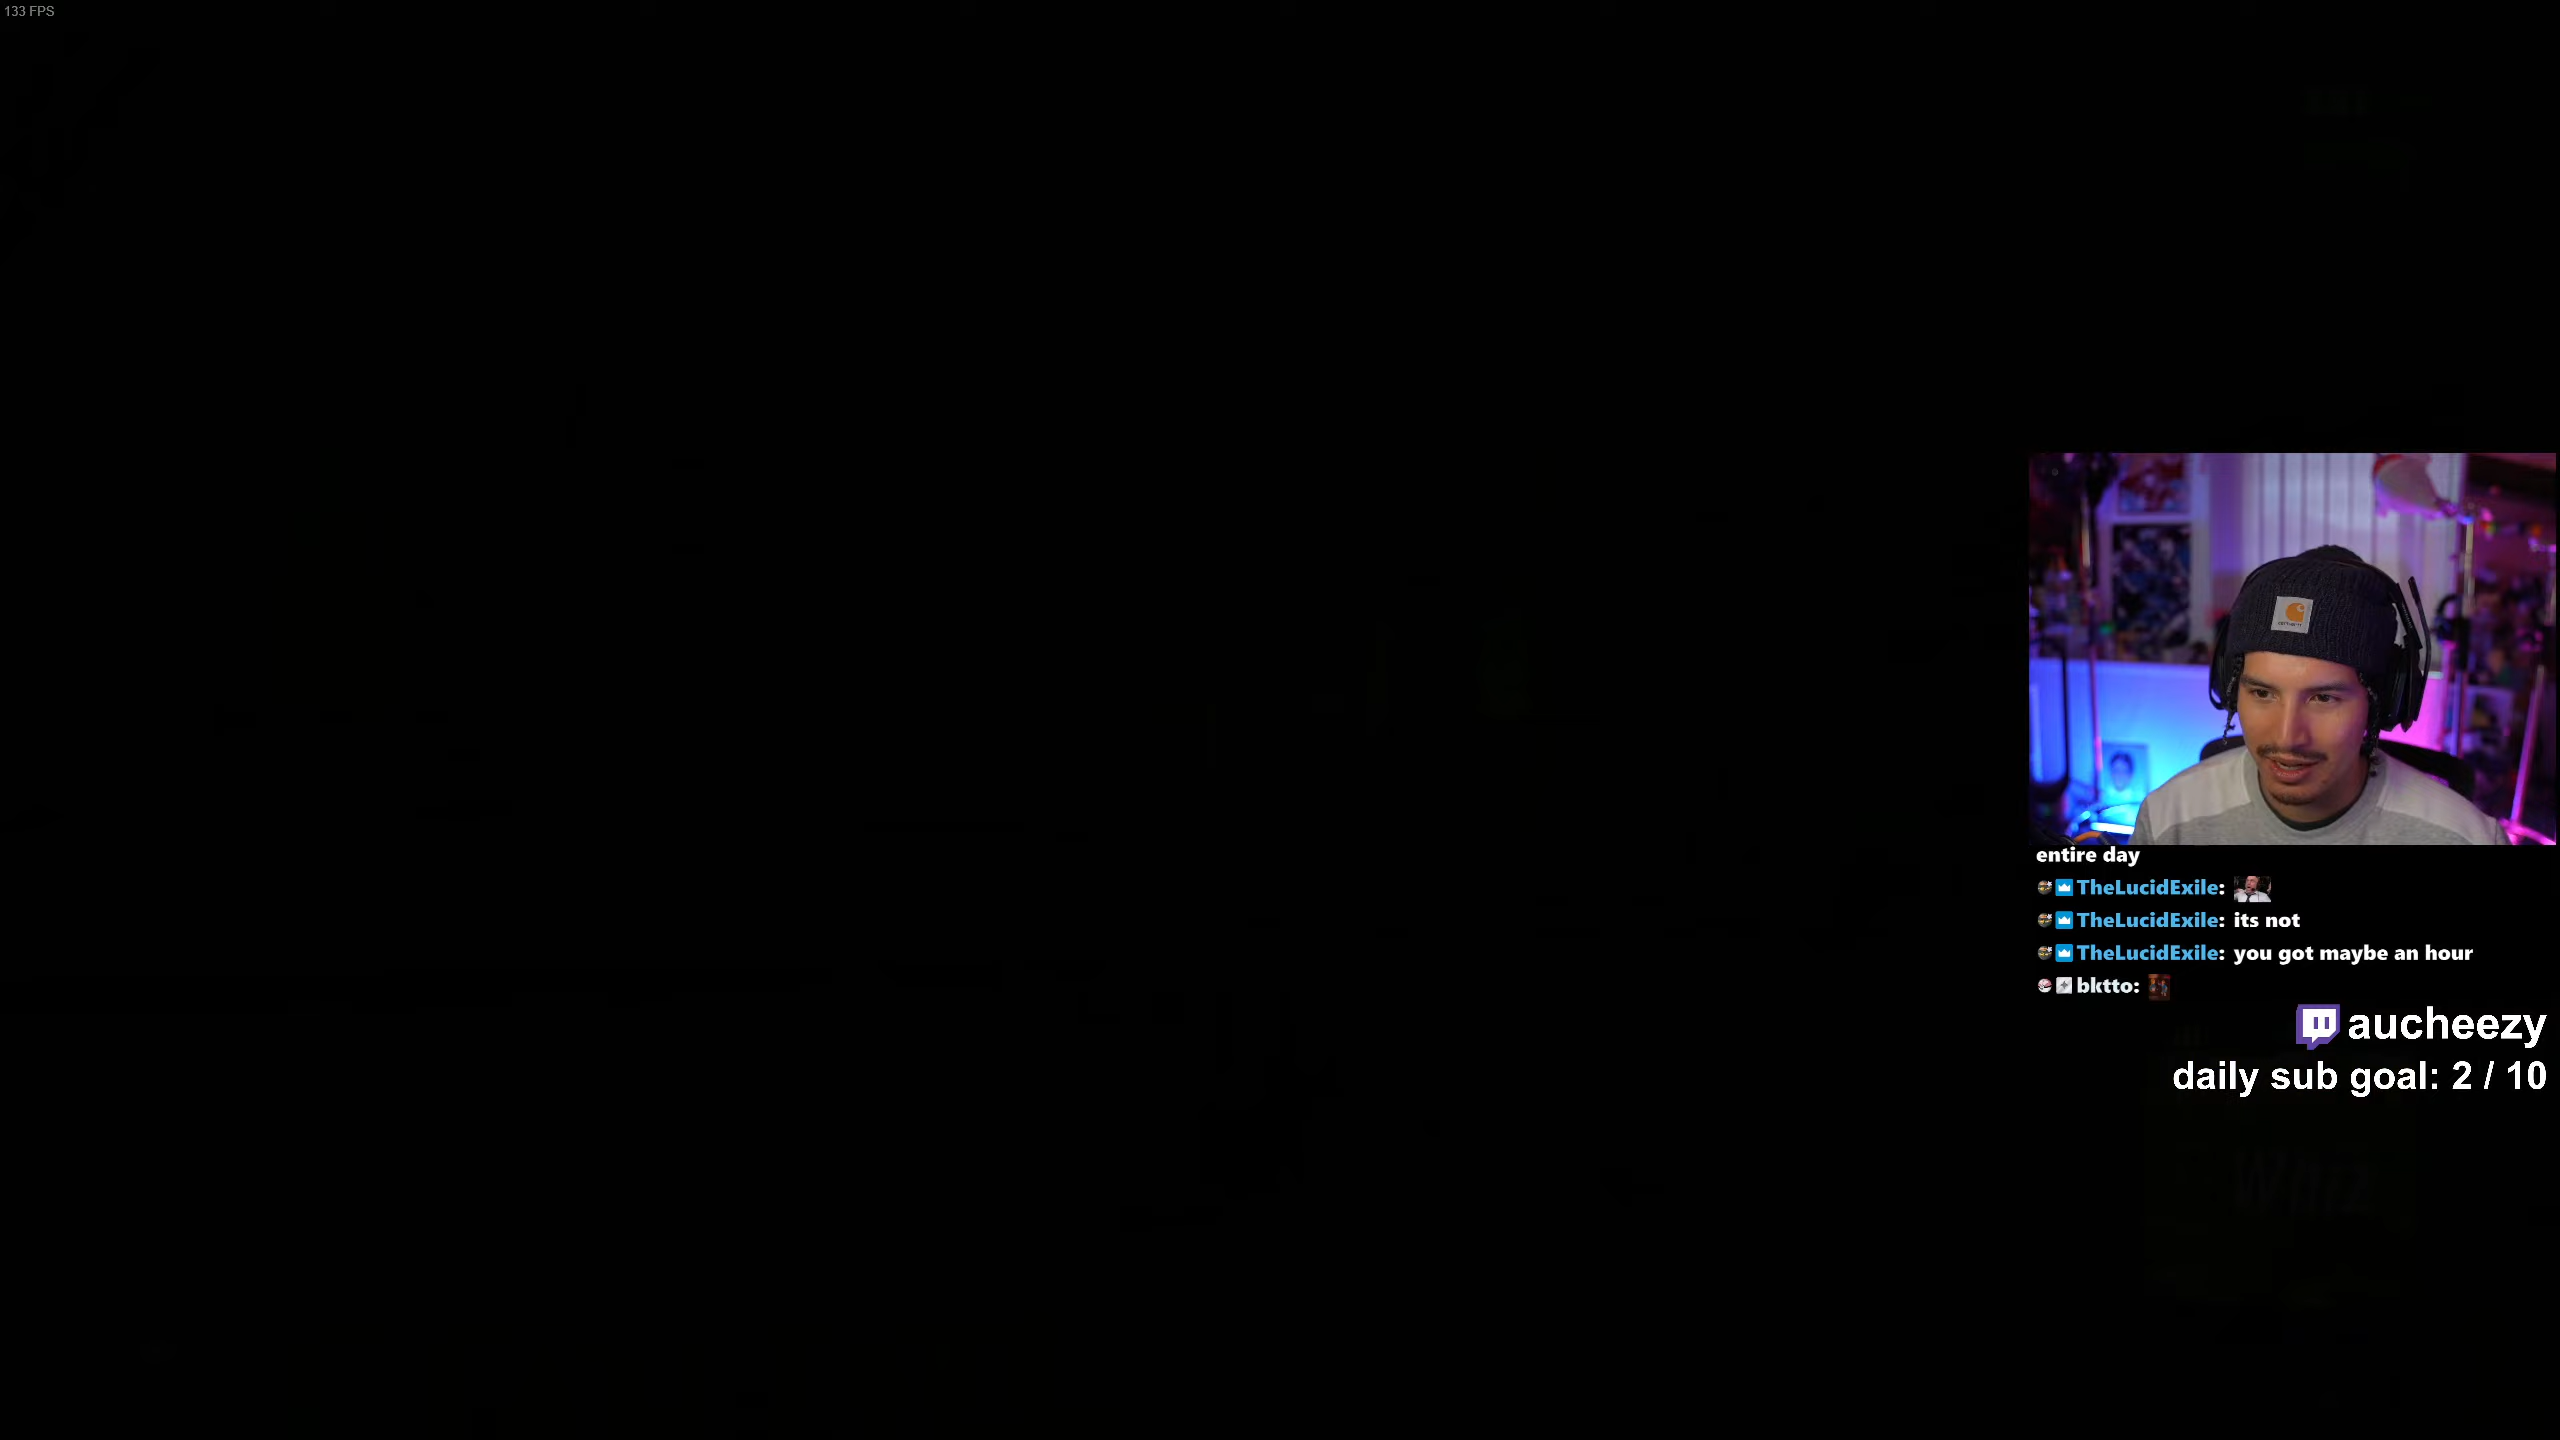 133 FPS
entire day
TheLucidExile:
TheLucidExile: its not
TheLucidExile: you got maybe an hour
bktto:
aucheezy
daily sub goal: 2 / 10